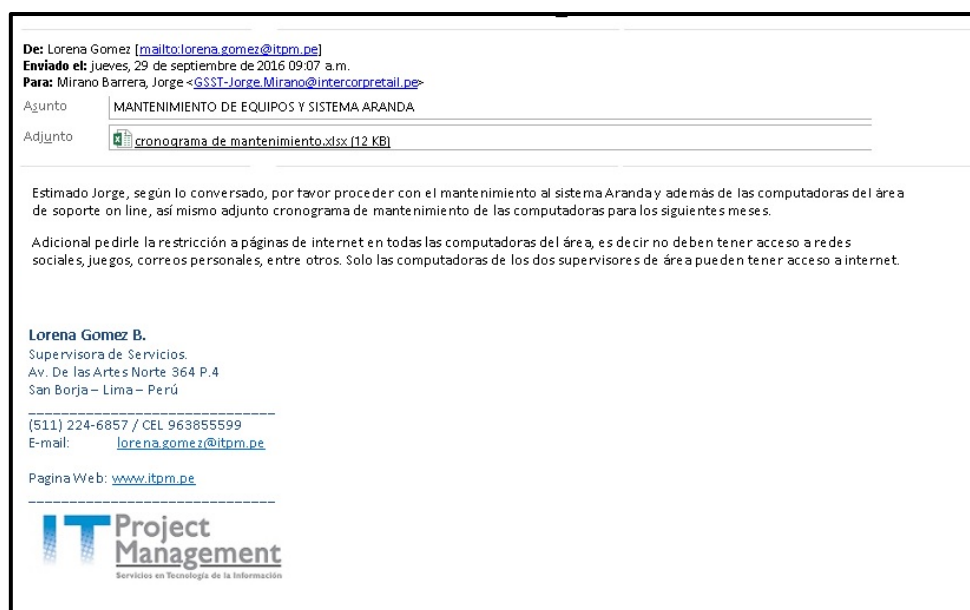 De: Lorena Gomez [mailto:lorena.gomez@itpm.pe]
Enviado el: jueves, 29 de septiembre de 2016 09:07 a.m.
Para: Mirano Barrera, Jorge <GSST-Jorge.Mirano@intercorpretail.pe>
Asunto MANTENIMIENTO DE EQUIPOS Y SISTEMA ARANDA
Adjunto cronograma de mantenimiento.xlsx (12 KB)
Estimado Jorge, según lo conversado, por favor proceder con el mantenimiento al sistema Aranda y además de las computadoras del área
de soporte on line, así mismo adjunto cronograma de mantenimiento de las computadoras para los siguientes meses.
Adicional pedirle la restricción a páginas de internet en todas las computadoras del área, es decir no deben tener acceso a redes
sociales, juegos, correos personales, entre otros. Solo las computadoras de los dos supervisores de área pueden tener acceso a internet.
Lorena Gomez B.
Supervisora de Servicios.
Av. De las Artes Norte 364 P.4
San Borja – Lima – Perú
(511) 224-6857 / CEL 963855599
E-mail: lorena.gomez@itpm.pe
Pagina Web: www.itpm.pe
IT Project
Management
Servicios en Tecnología de la Información